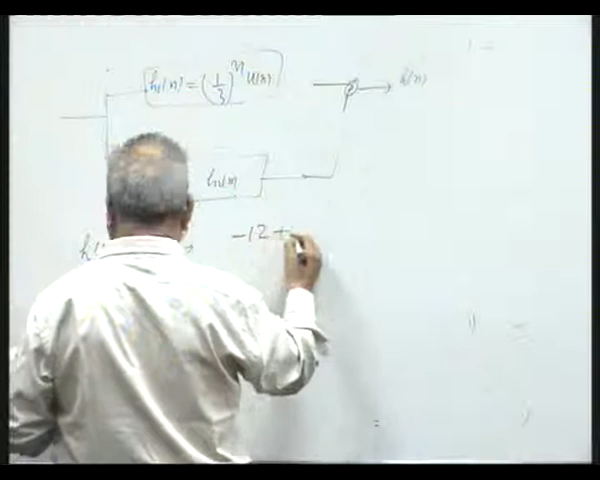 h₁(n) = (1/3)ⁿ u(n)
h(n)
h₂(n)
h(
-12 +